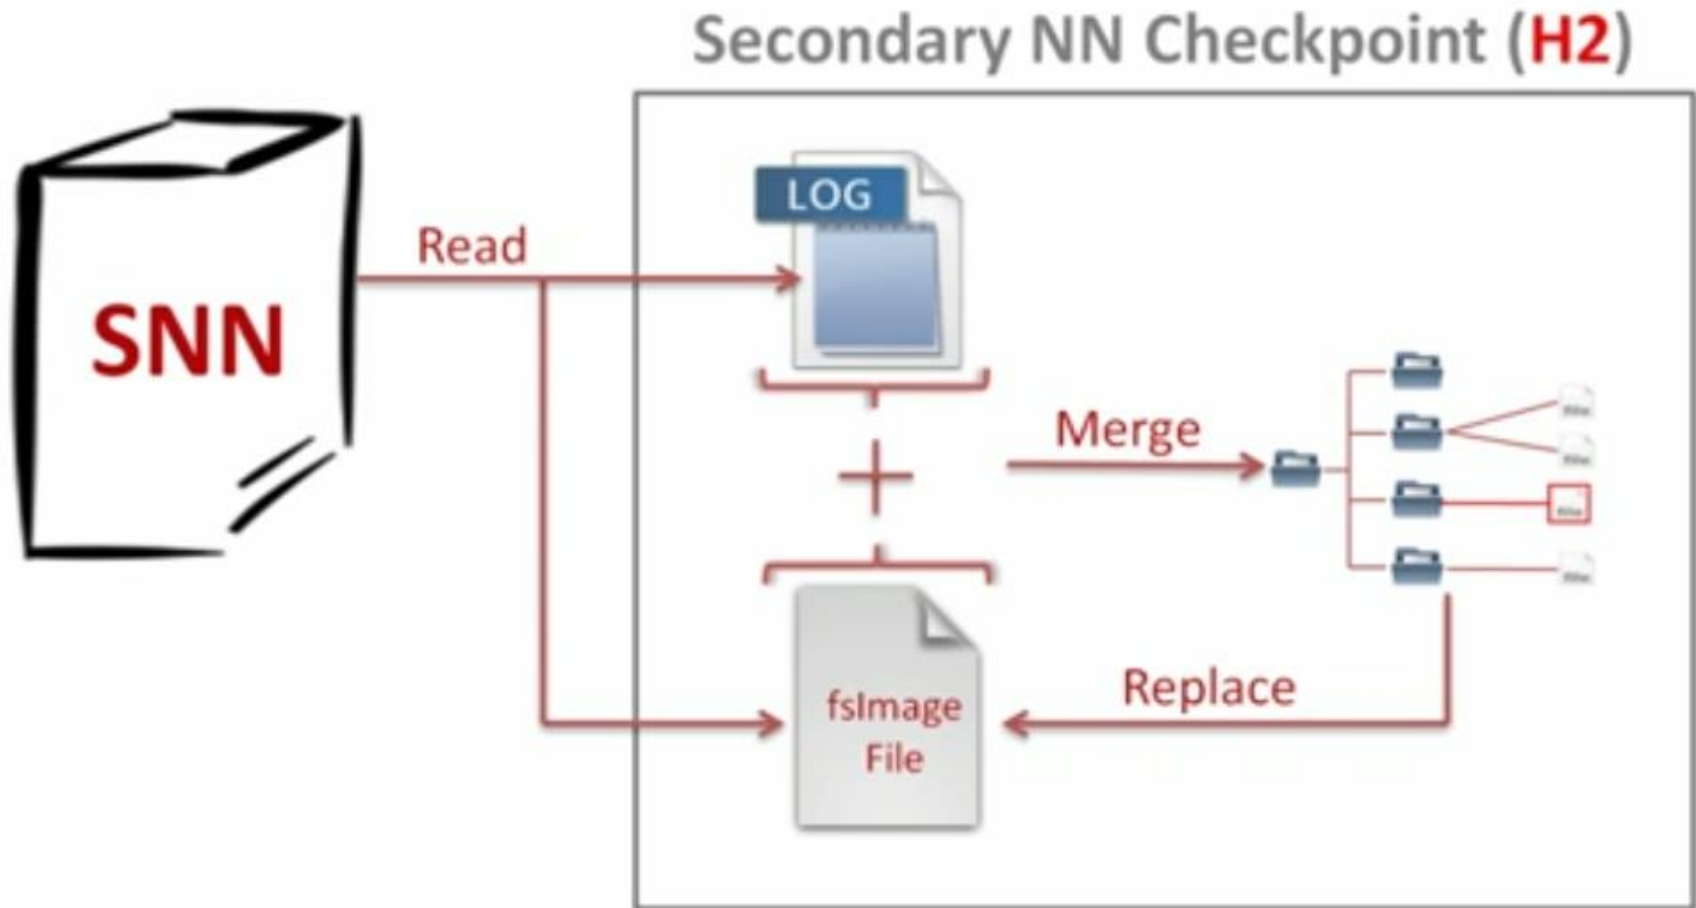 Secondary NN Checkpoint (H2)
LOG
Read
SNN
Merge
Replace
fsImage
File